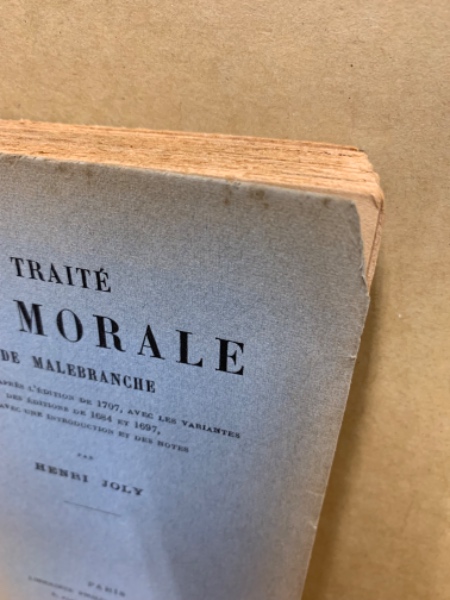 TRAITÉ
MORALE
DE MALEBRANCHE
APRÈS L'ÉDITION DE 1707, AVEC LES VARIANTES
DES ÉDITIONS DE 1684 ET 1697,
AVEC UNE INTRODUCTION ET DES NOTES
PAR
HENRI JOLY
PARIS
LIBRAIRIE